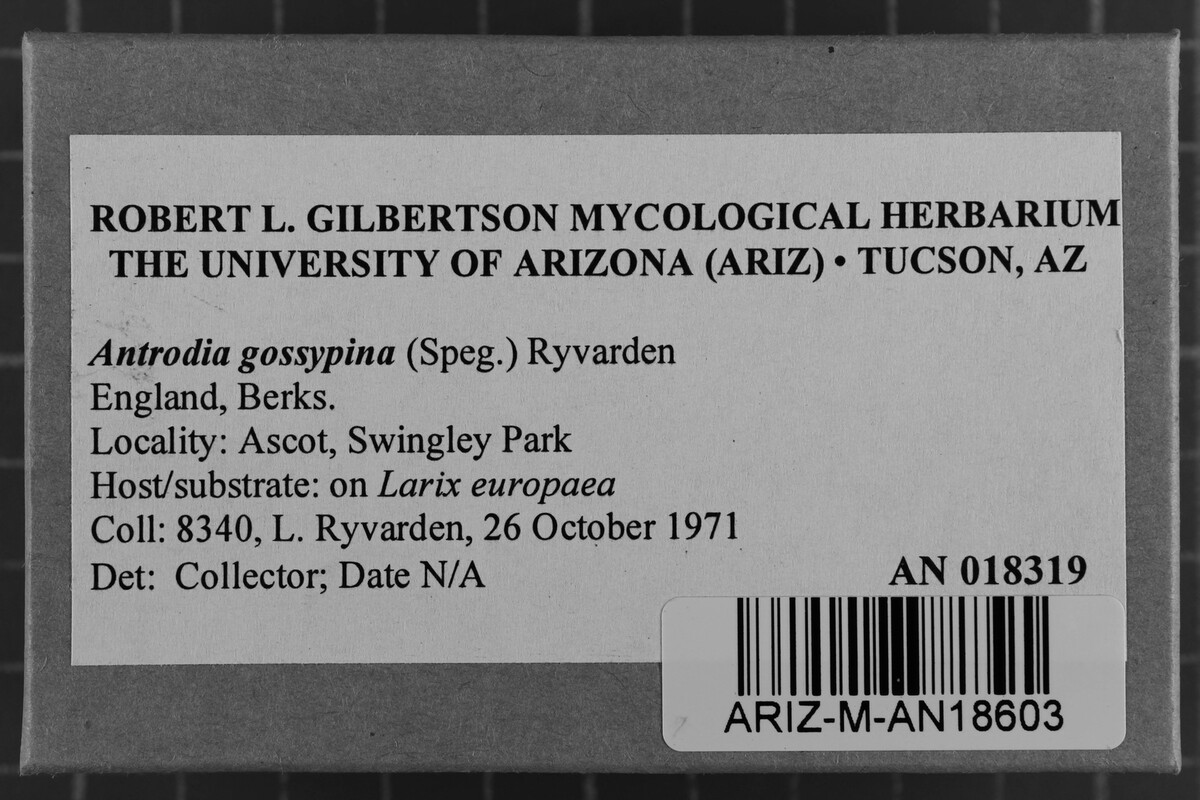 ROBERT L. GILBERTSON MYCOLOGICAL HERBARIUM
THE UNIVERSITY OF ARIZONA (ARIZ) • TUCSON, AZ
Antrodia gossypina (Speg.) Ryvarden
England, Berks.
Locality: Ascot, Swingley Park
Host/substrate: on Larix europaea
Coll: 8340, L. Ryvarden, 26 October 1971
Det: Collector; Date N/A
AN 018319
ARIZ-M-AN18603